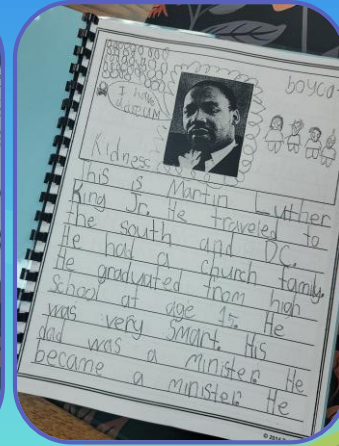 boyca
I have
a dream
Kidness
This is Martin Luther
King Jr. He traveled to
the south and DC.
He had a church family.
He graduated from high
school at age 15. He
was very smart. His
dad was a minister. He
became a minister. He